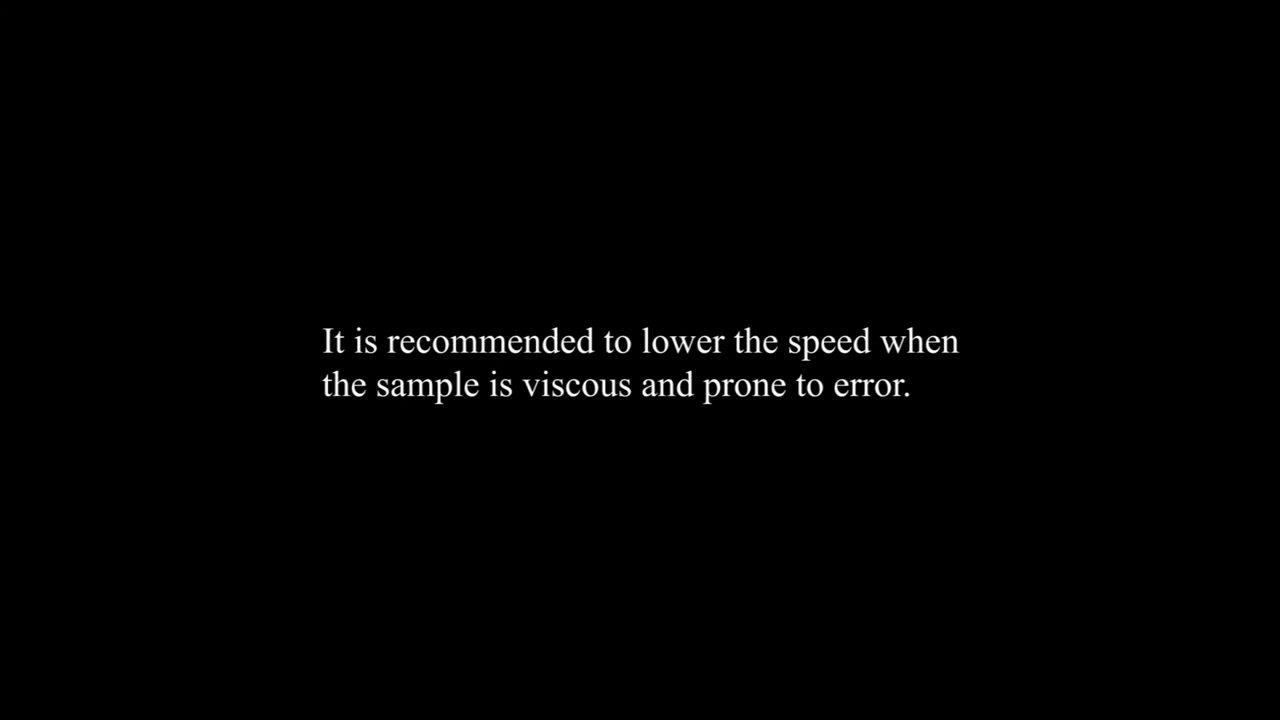 It is recommended to lower the speed when
the sample is viscous and prone to error.